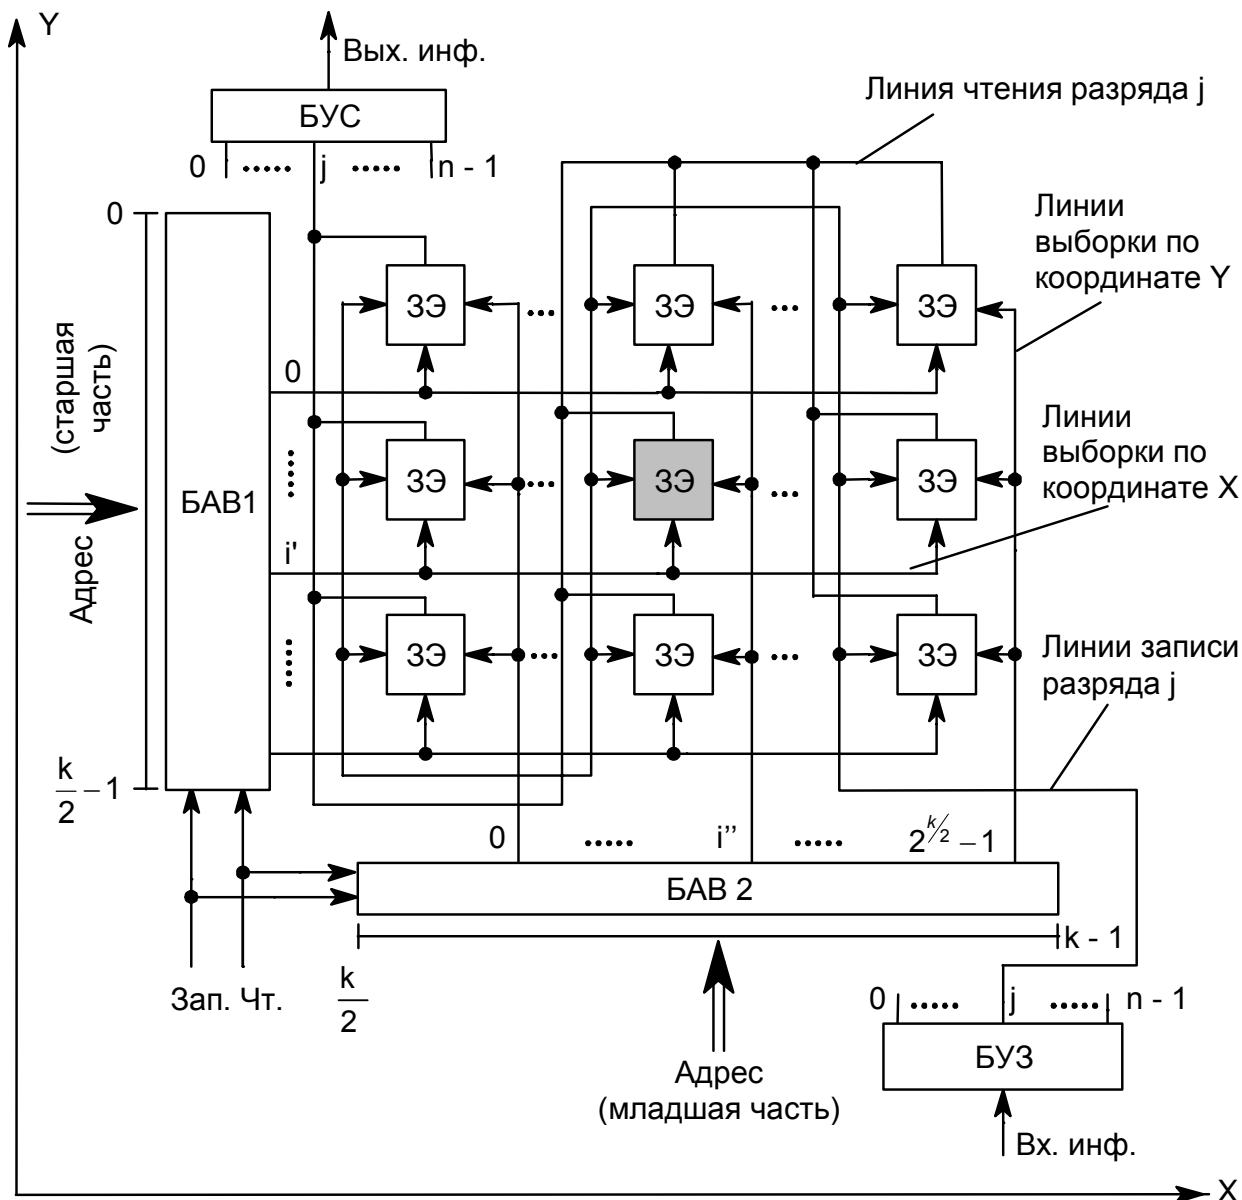 Y
Вых. инф.
БУС
0 ..... j ..... n - 1
Линия чтения разряда j
0
Линии
выборки по
координате Y
ЗЭ ... ЗЭ ... ЗЭ
0
(старшая
часть)
Адрес
БАВ1
.....
ЗЭ ... ЗЭ ... ЗЭ
Линии
выборки по
координате X
i'
.....
ЗЭ ... ЗЭ ... ЗЭ
Линии записи
разряда j
k/2 – 1
0 ..... i’’ ..... 2^{k/2} – 1
БАВ 2
k - 1
Зап. Чт.
k/2
0 ..... j ..... n - 1
БУЗ
Адрес
(младшая часть)
Вх. инф.
X